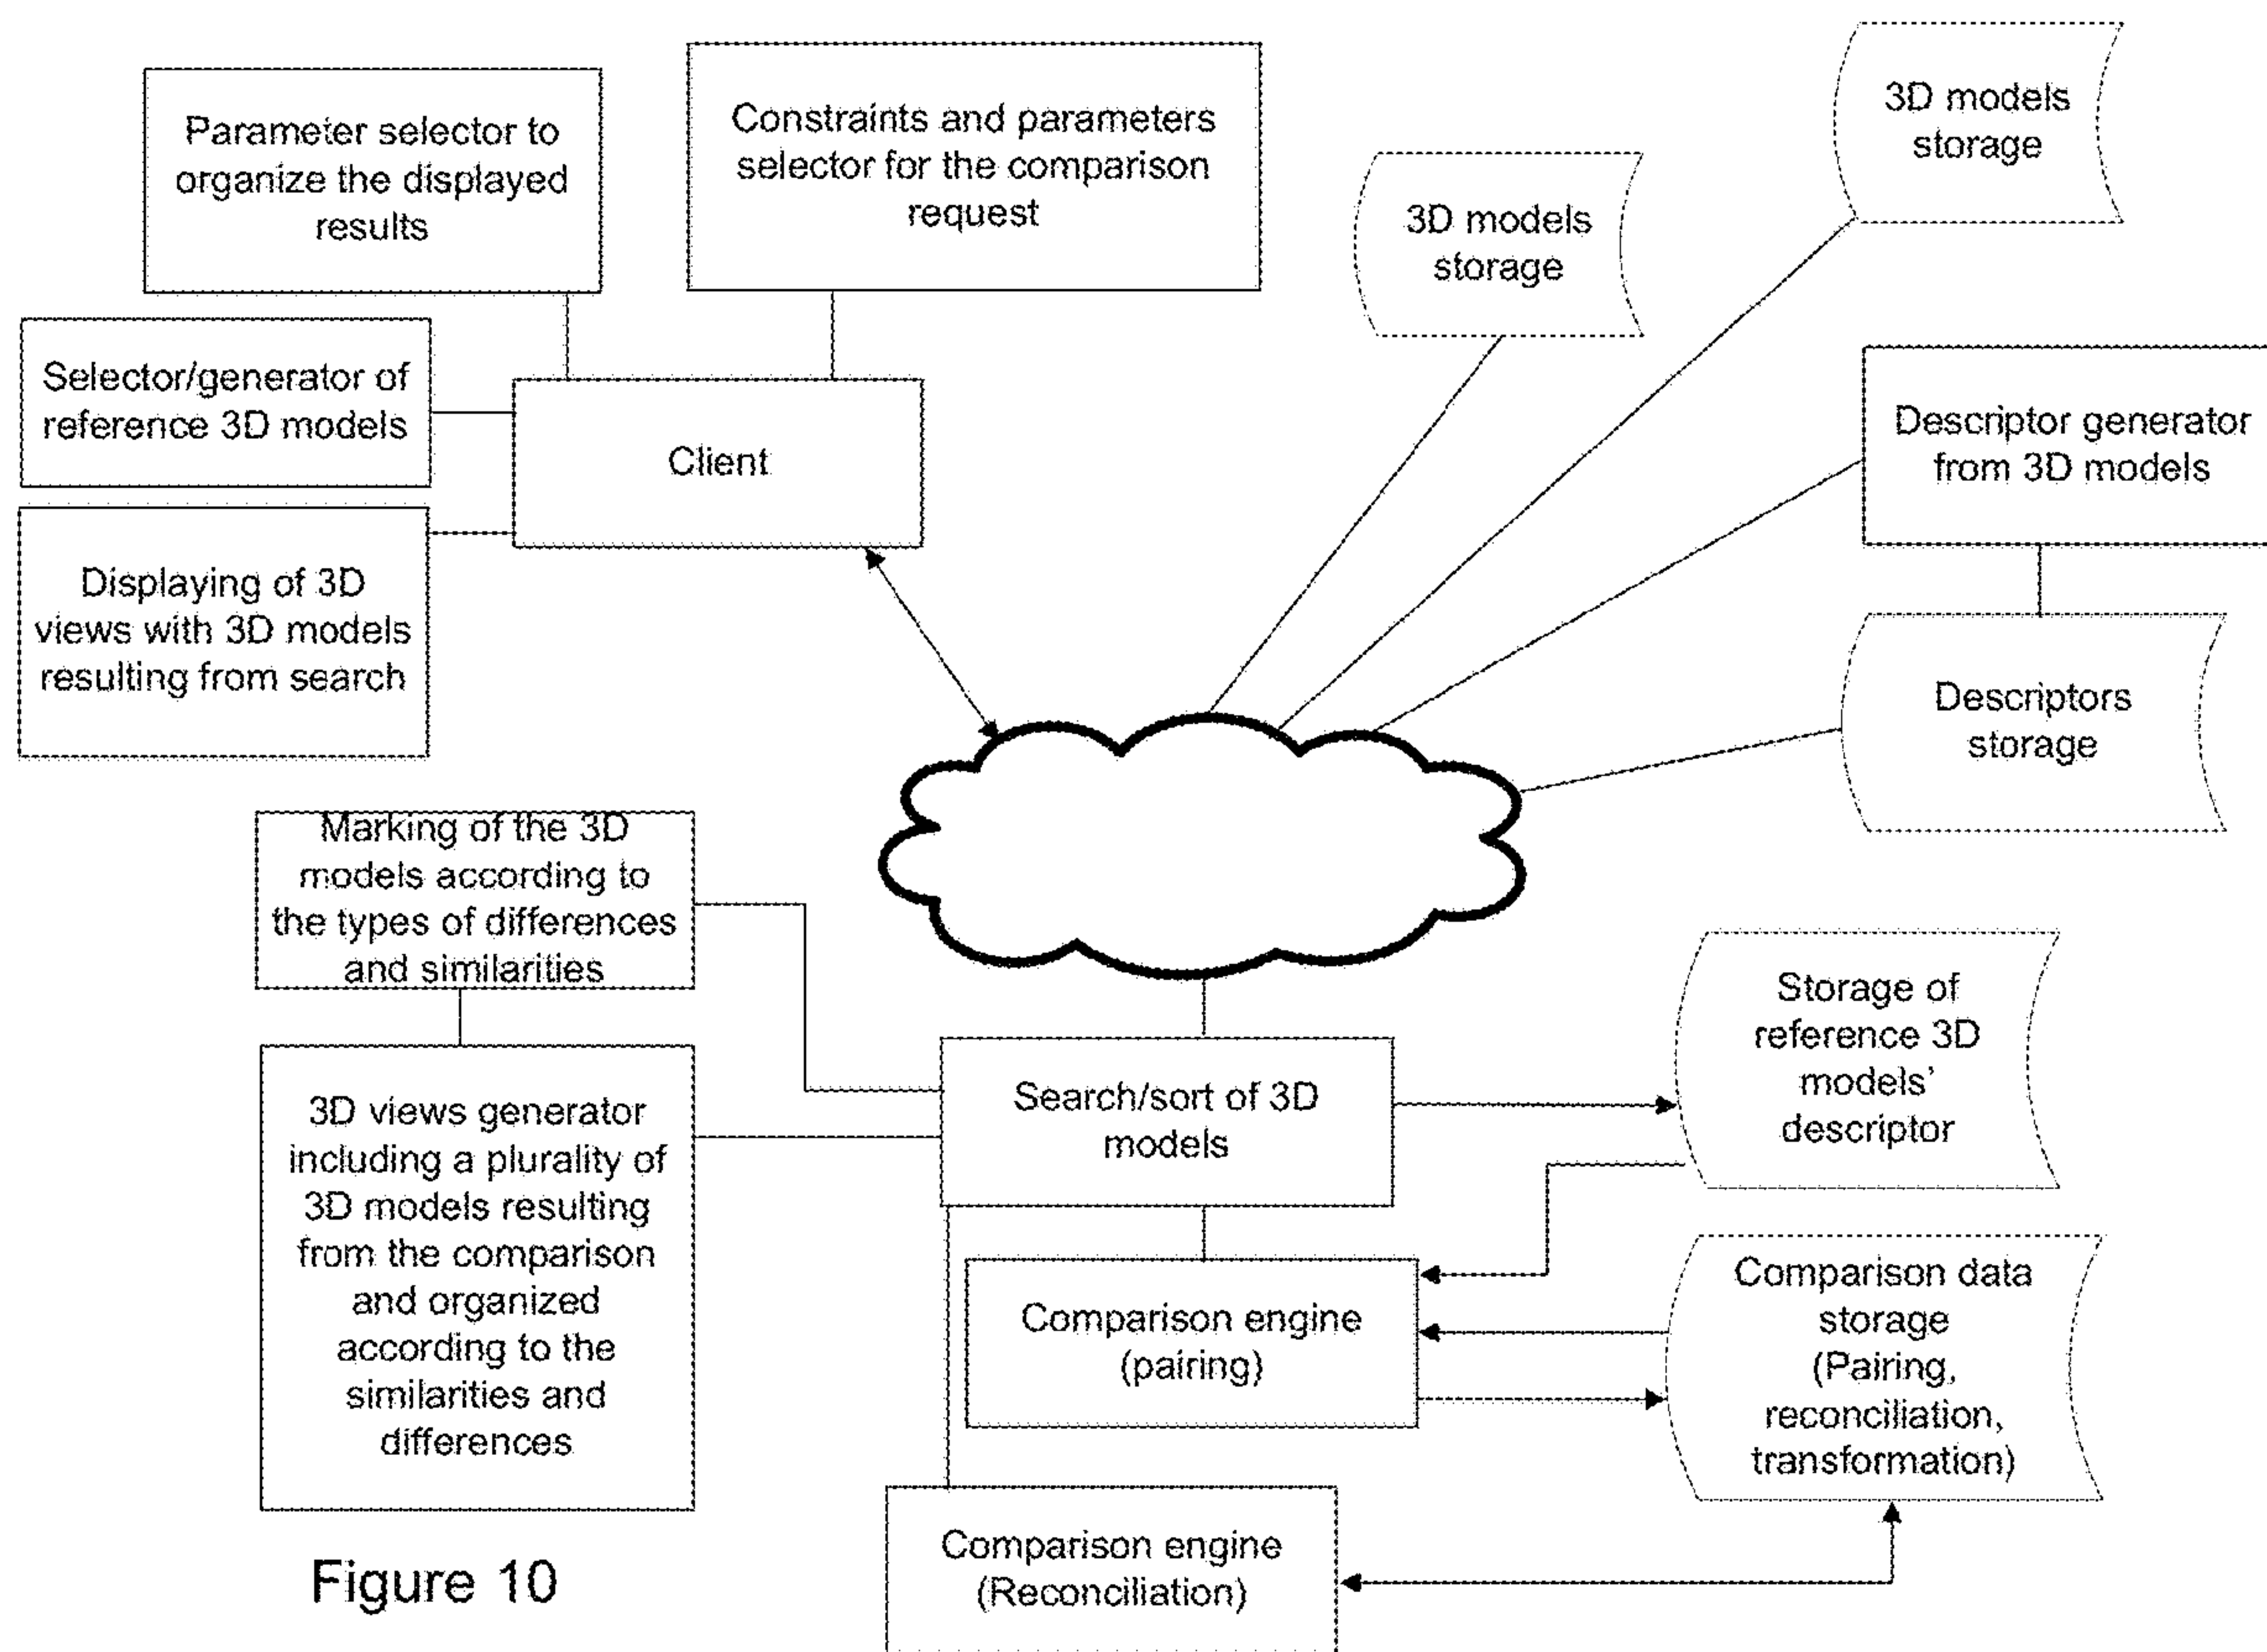 Parameter selector to
organize the displayed
results
Constraints and parameters
selector for the comparison
request
3D models
storage
3D models
storage
Selector/generator of
reference 3D models
Client
Descriptor generator
from 3D models
Displaying of 3D
views with 3D models
resulting from search
Descriptors
storage
Marking of the 3D
models according to
the types of differences
and similarities
Storage of
reference 3D
models’
descriptor
3D views generator
including a plurality of
3D models resulting
from the comparison
and organized
according to the
similarities and
differences
Search/sort of 3D
models
Comparison engine
(pairing)
Comparison data
storage
(Pairing,
reconciliation,
transformation)
Comparison engine
(Reconciliation)
Figure 10